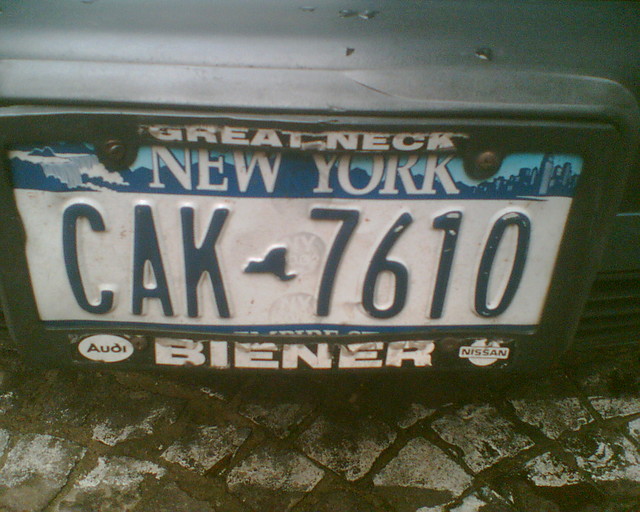 GREAT NECK
NEW YORK
CAK 7610
Audi BIENER NISSAN